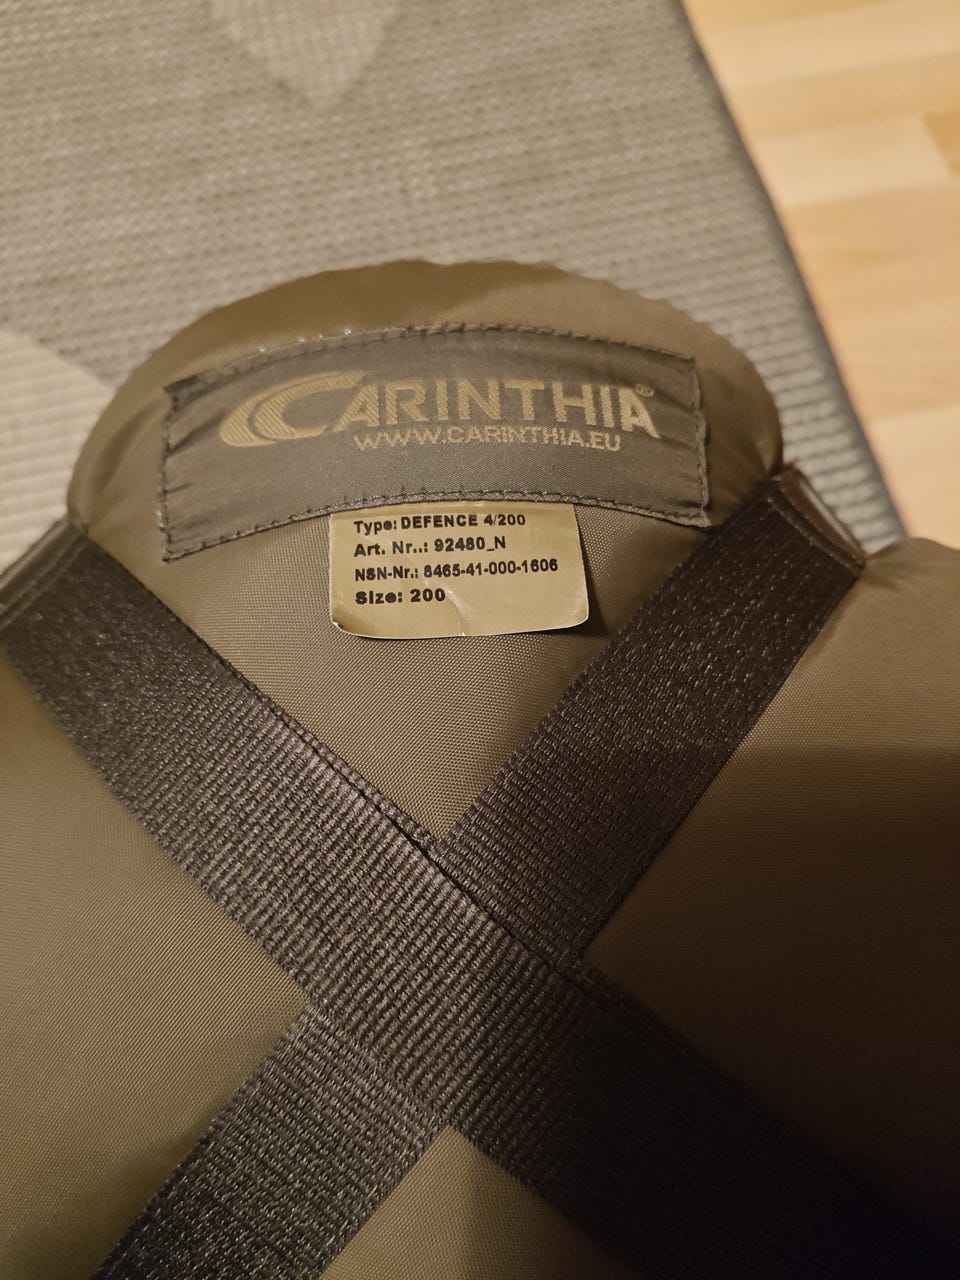 CARINTHIA®
WWW.CARINTHIA.EU
Type: DEFENCE 4/200
Art. Nr..: 92480_N
NSN-Nr.: 8465-41-000-1606
Size: 200